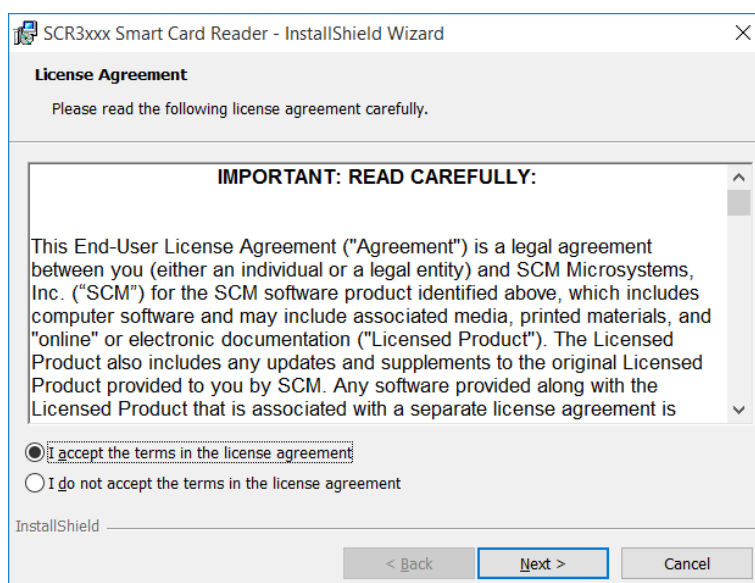 SCR3xxx Smart Card Reader - InstallShield Wizard
License Agreement
Please read the following license agreement carefully.
IMPORTANT: READ CAREFULLY:
This End-User License Agreement ("Agreement") is a legal agreement
between you (either an individual or a legal entity) and SCM Microsystems,
Inc. (“SCM”) for the SCM software product identified above, which includes
computer software and may include associated media, printed materials, and
"online" or electronic documentation ("Licensed Product"). The Licensed
Product also includes any updates and supplements to the original Licensed
Product provided to you by SCM. Any software provided along with the
Licensed Product that is associated with a separate license agreement is
I accept the terms in the license agreement
I do not accept the terms in the license agreement
InstallShield
< Back Next > Cancel